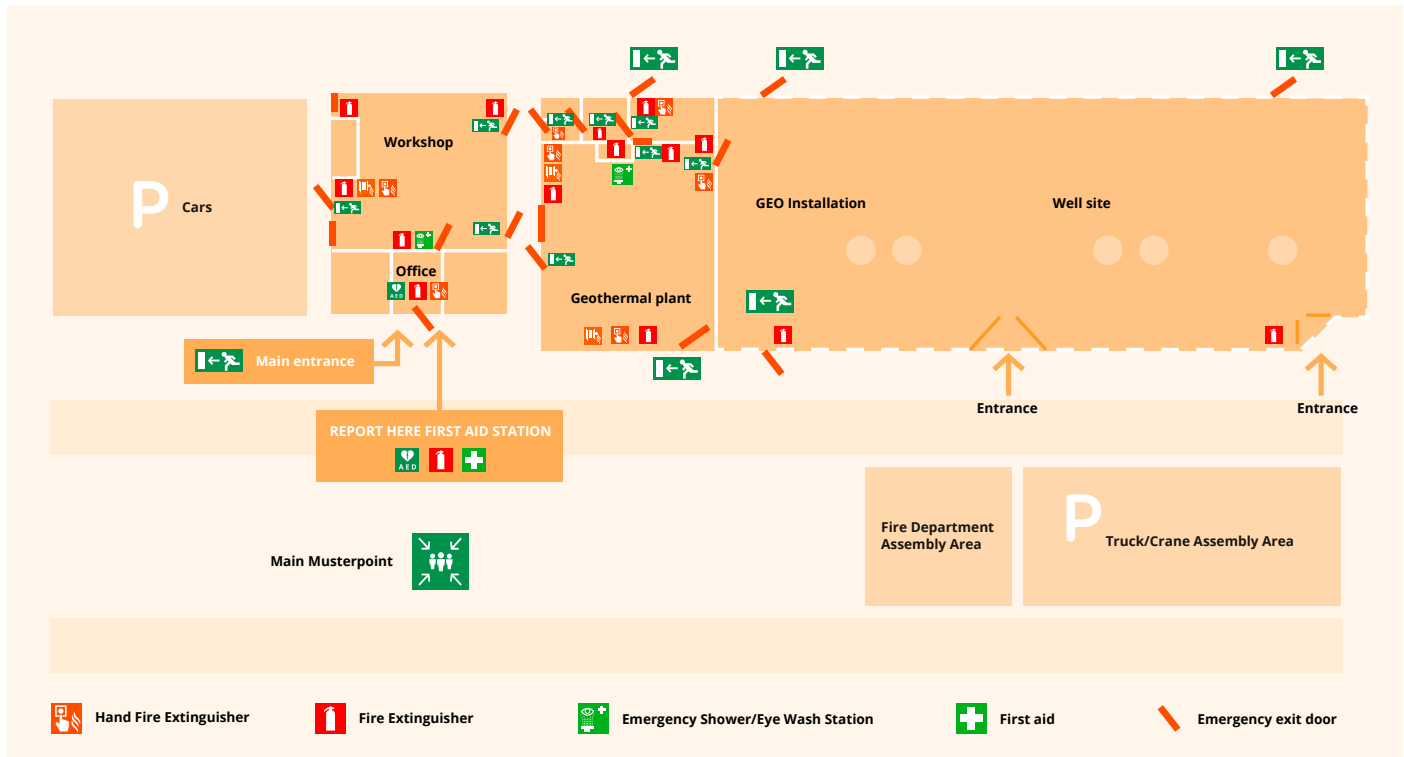 Workshop
P
Cars
GEO Installation
Well site
Office
AED
Geothermal plant
Main entrance
Entrance
Entrance
REPORT HERE FIRST AID STATION
AED
P
Fire Department
Assembly Area
Truck/Crane Assembly Area
Main Musterpoint
Hand Fire Extinguisher
Fire Extinguisher
Emergency Shower/Eye Wash Station
First aid
Emergency exit door